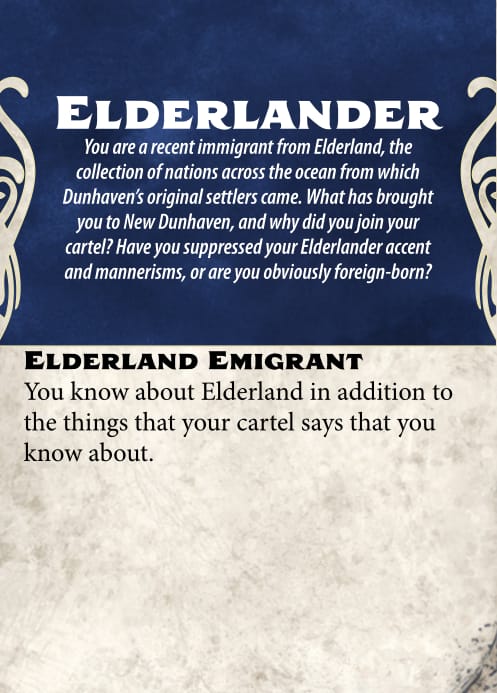 Elderlander
You are a recent immigrant from Elderland, the
collection of nations across the ocean from which
Dunhaven’s original settlers came. What has brought
you to New Dunhaven, and why did you join your
cartel? Have you suppressed your Elderlander accent
and mannerisms, or are you obviously foreign-born?
Elderland Emigrant
You know about Elderland in addition to
the things that your cartel says that you
know about.